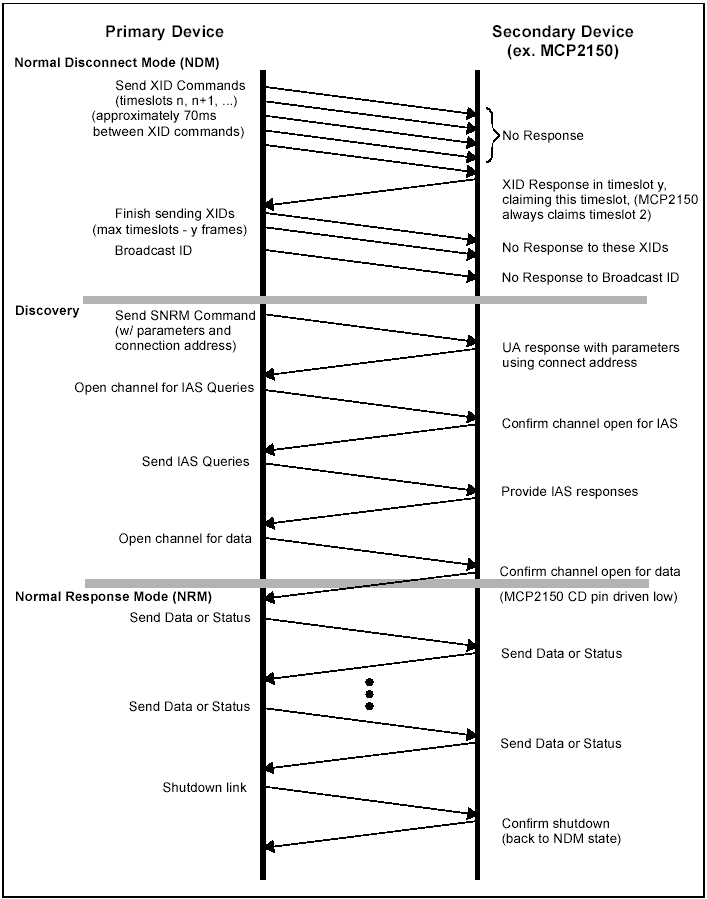 Primary Device
Secondary Device
(ex. MCP2150)
Normal Disconnect Mode (NDM)
Send XID Commands
(timeslots n, n+1, ...)
(approximately 70ms
between XID commands)
No Response
XID Response in timeslot y,
claiming this timeslot, (MCP2150
always claims timeslot 2)
Finish sending XIDs
(max timeslots - y frames)
No Response to these XIDs
Broadcast ID
No Response to Broadcast ID
Discovery
Send SNRM Command
(w/ parameters and
connection address)
UA response with parameters
using connect address
Open channel for IAS Queries
Confirm channel open for IAS
Send IAS Queries
Provide IAS responses
Open channel for data
Confirm channel open for data
(MCP2150 CD pin driven low)
Normal Response Mode (NRM)
Send Data or Status
Send Data or Status
Send Data or Status
Send Data or Status
Shutdown link
Confirm shutdown
(back to NDM state)